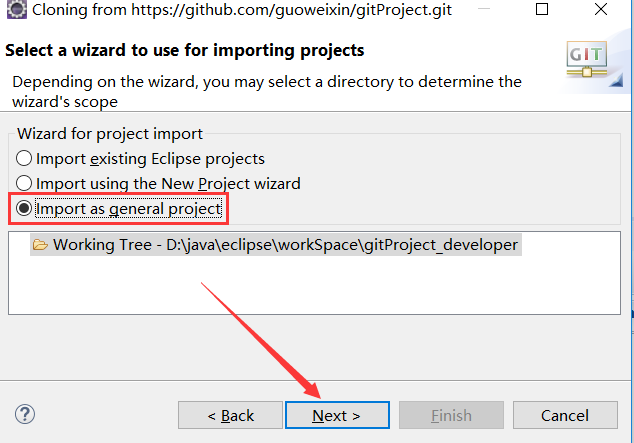 Cloning from https://github.com/guoweixin/gitProject.git
Select a wizard to use for importing projects
Depending on the wizard, you may select a directory to determine the
wizard's scope
GIT
Wizard for project import
Import existing Eclipse projects
Import using the New Project wizard
Import as general project
Working Tree - D:\java\eclipse\workSpace\gitProject_developer
?
< Back
Next >
Finish
Cancel